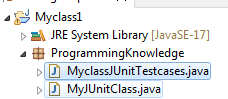 Myclass1
JRE System Library [JavaSE-17]
ProgrammingKnowledge
MyclassJUnitTestcases.java
MyJUnitClass.java